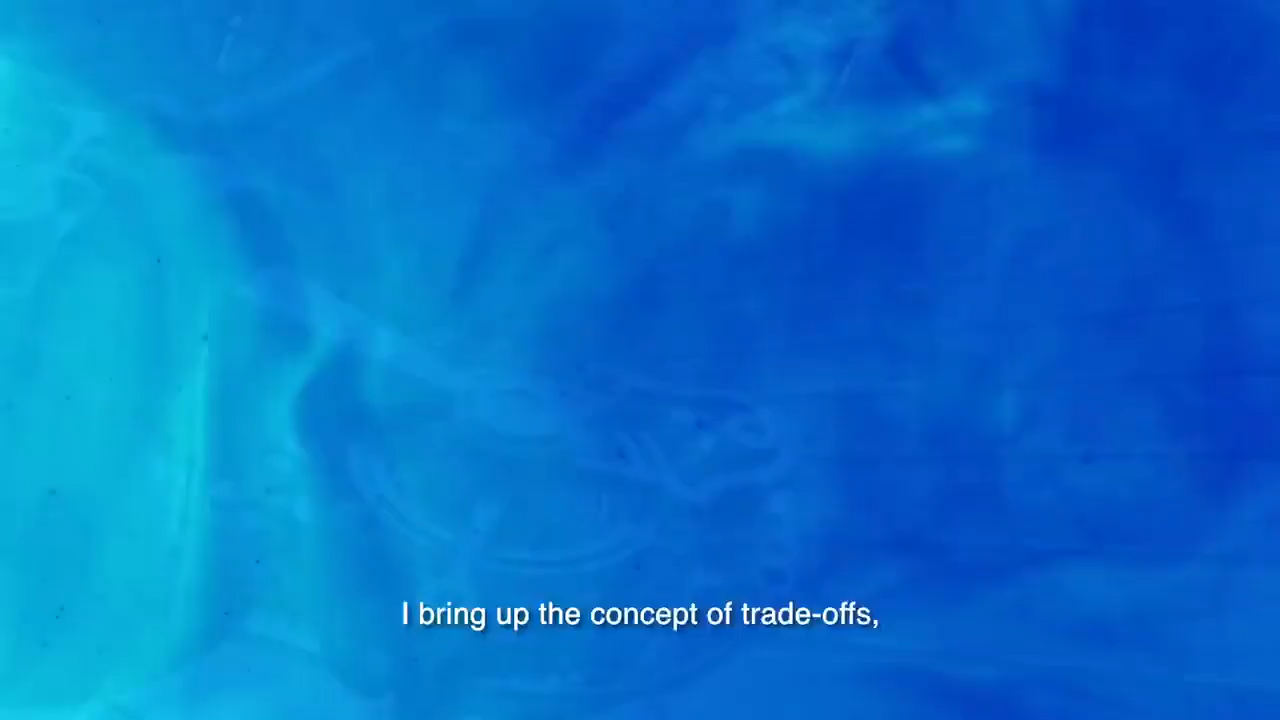 I bring up the concept of trade-offs,